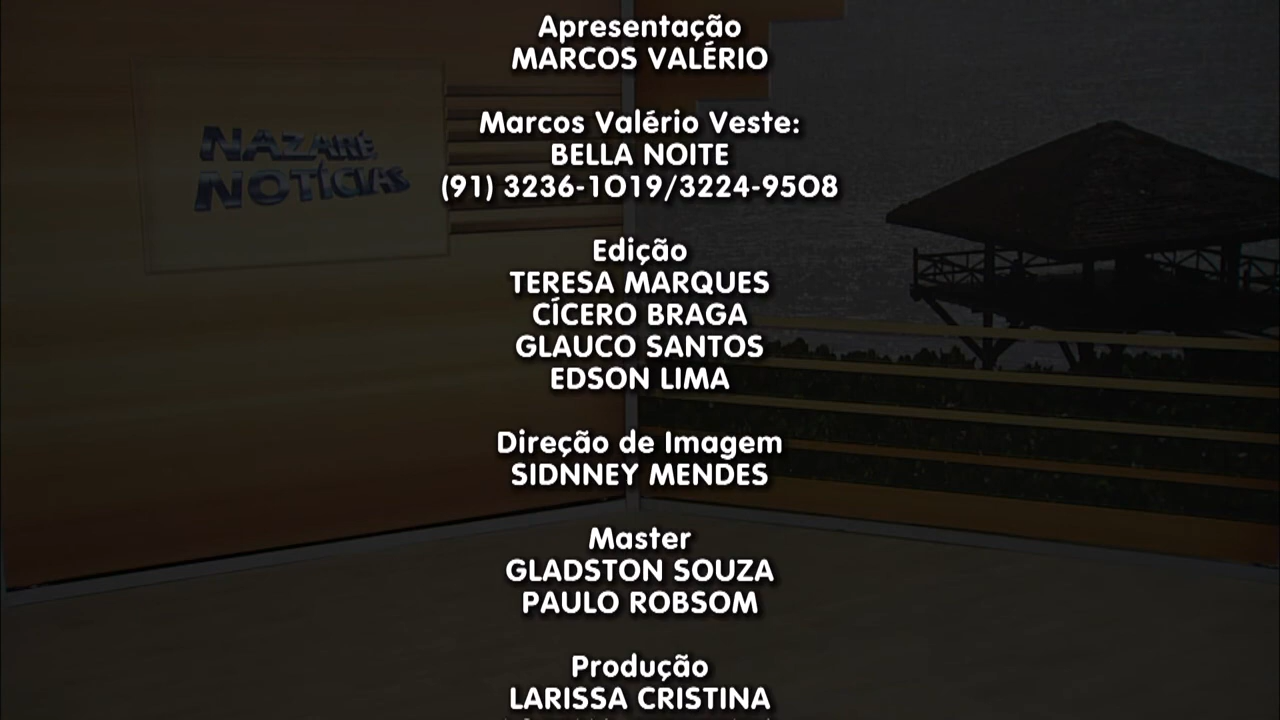 Apresentação
MARCOS VALÉRIO
Marcos Valério Veste:
BELLA NOITE
(91) 3236-1019/3224-9508
NAZARÉ
NOTÍCIAS
Edição
TERESA MARQUES
CÍCERO BRAGA
GLAUCO SANTOS
EDSON LIMA
Direção de Imagem
SIDNNEY MENDES
Master
GLADSTON SOUZA
PAULO ROBSOM
Produção
LARISSA CRISTINA